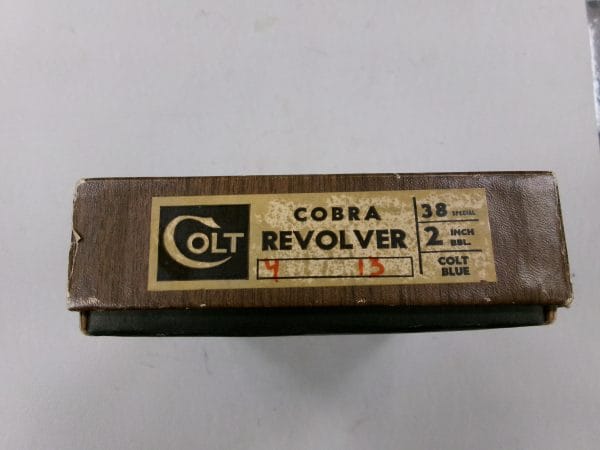 COLT
COBRA
REVOLVER
4 13
38 SPECIAL
2 INCH BBL.
COLT
BLUE